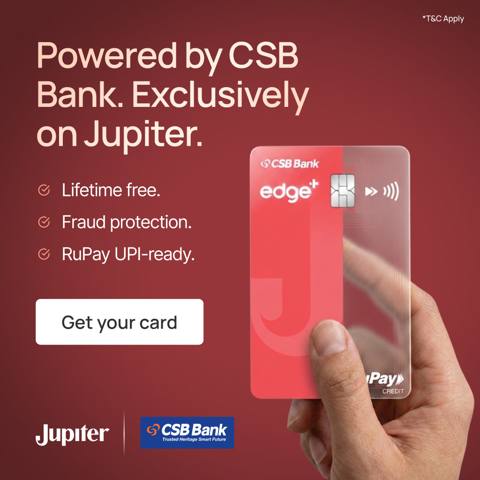 *T&C Apply
Powered by CSB
Bank. Exclusively
on Jupiter.
Lifetime free.
Fraud protection.
RuPay UPI-ready.
Get your card
CSB Bank
edge+
uPay
CREDIT
Jupiter
CSB Bank
Trusted Heritage Smart Future